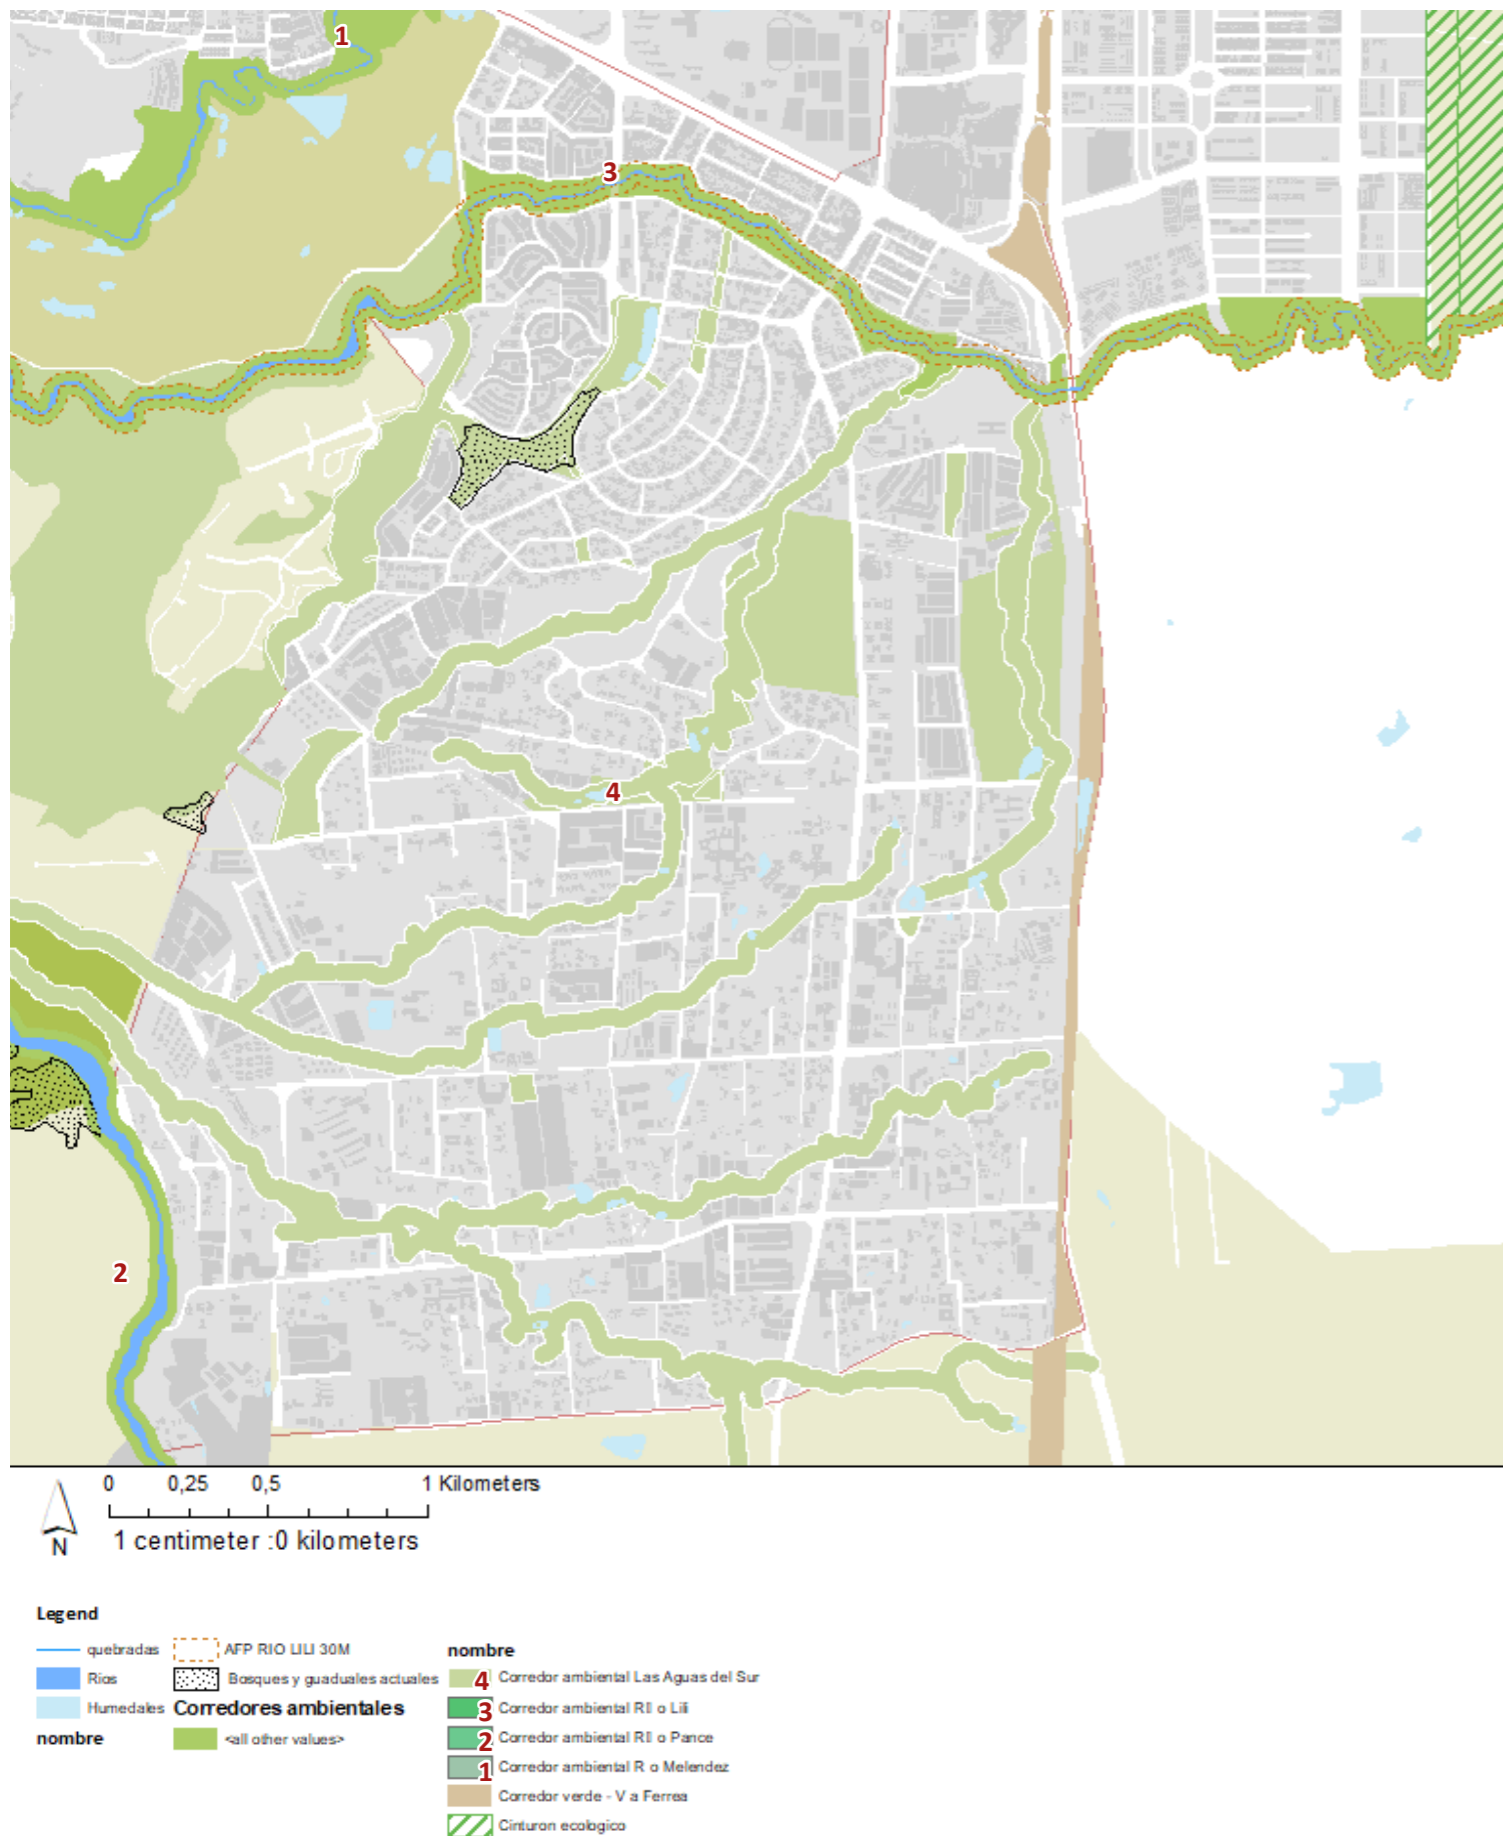 1
3
4
2
0 0,25 0,5 1 Kilometers
1 centimeter :0 kilometers
N
Legend
quebradas AFP RIO LILI 30M nombre
Rios Bosques y guaduales actuales 4 Corredor ambiental Las Aguas del Sur
Humedales Corredores ambientales 3 Corredor ambiental RÍ o Lili
nombre <all other values> 2 Corredor ambiental RÍ o Pance
1 Corredor ambiental R o Melendez
Corredor verde - V a Ferrea
Cinturon ecologico